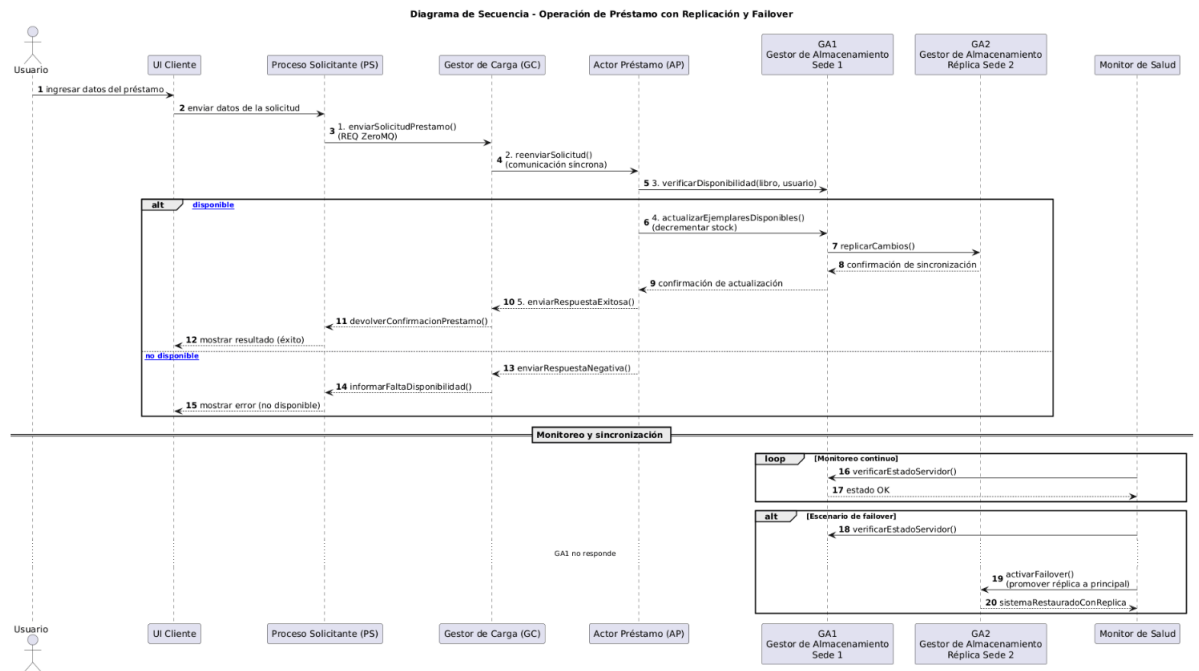 Diagrama de Secuencia - Operación de Préstamo con Replicación y Failover
Usuario
UI Cliente
Proceso Solicitante (PS)
Gestor de Carga (GC)
Actor Préstamo (AP)
GA1
Gestor de Almacenamiento
Sede 1
GA2
Gestor de Almacenamiento
Réplica Sede 2
Monitor de Salud
1 ingresar datos del préstamo
2 enviar datos de la solicitud
3 1. enviarSolicitudPrestamo()
(REQ ZeroMQ)
4 2. reenviarSolicitud()
(comunicación síncrona)
5 3. verificarDisponibilidad(libro, usuario)
alt disponible
6 4. actualizarEjemplaresDisponibles()
(decrementar stock)
7 replicarCambios()
8 confirmación de sincronización
9 confirmación de actualización
10 5. enviarRespuestaExitosa()
11 devolverConfirmacionPrestamo()
12 mostrar resultado (éxito)
no disponible
13 enviarRespuestaNegativa()
14 informarFaltaDisponibilidad()
15 mostrar error (no disponible)
Monitoreo y sincronización
loop [Monitoreo continuo]
16 verificarEstadoServidor()
17 estado OK
alt [Escenario de failover]
18 verificarEstadoServidor()
GA1 no responde
19 activarFailover()
(promover réplica a principal)
20 sistemaRestauradoConReplica
Usuario
UI Cliente
Proceso Solicitante (PS)
Gestor de Carga (GC)
Actor Préstamo (AP)
GA1
Gestor de Almacenamiento
Sede 1
GA2
Gestor de Almacenamiento
Réplica Sede 2
Monitor de Salud